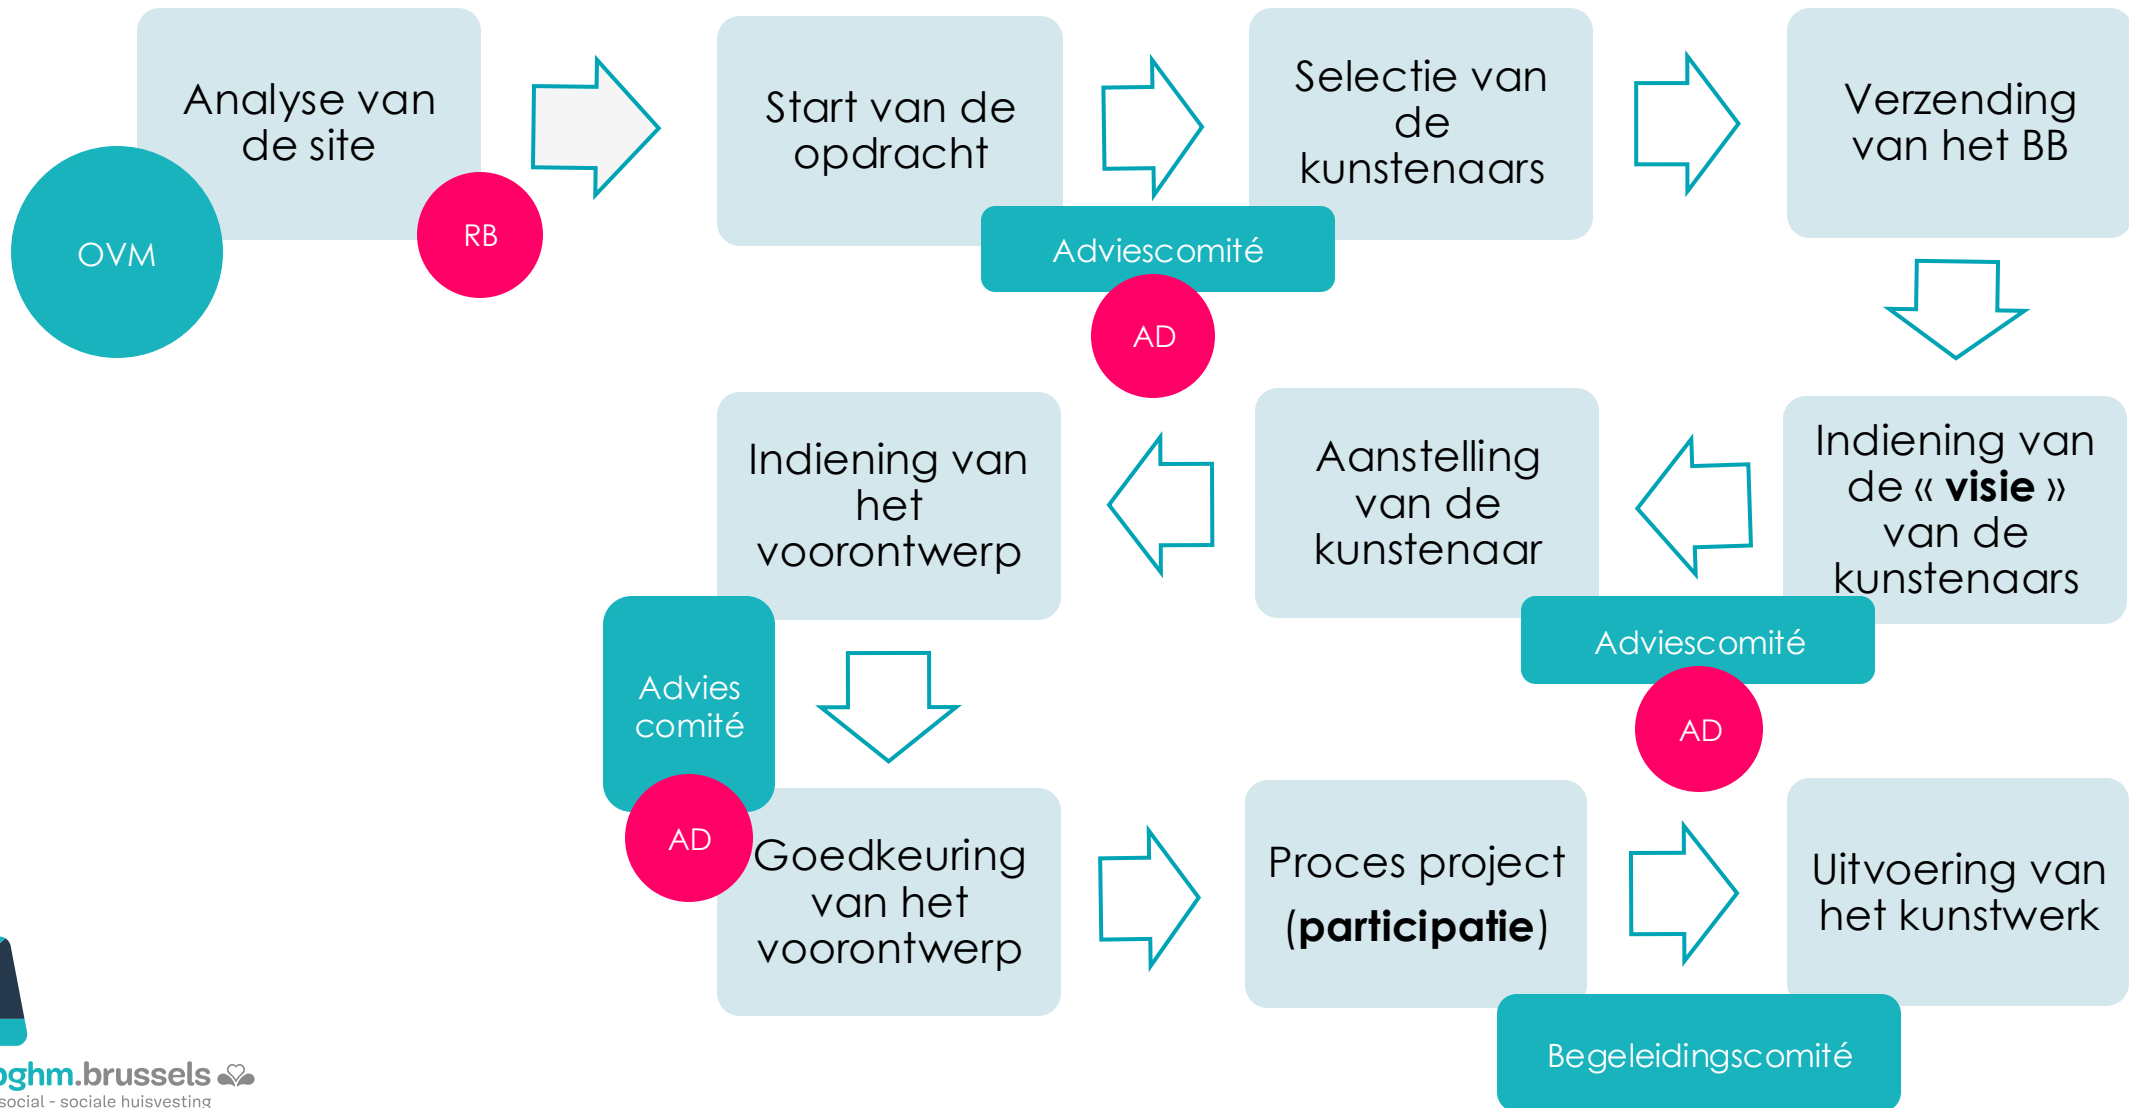 Analyse van
de site
OVM
RB
Start van de
opdracht
Adviescomité
AD
Selectie van
de
kunstenaars
Verzending
van het BB
Indiening van
de « visie »
van de
kunstenaars
Adviescomité
AD
Aanstelling
van de
kunstenaar
Indiening van
het
voorontwerp
Advies
comité
AD
Goedkeuring
van het
voorontwerp
Proces project
(participatie)
Uitvoering van
het kunstwerk
Begeleidingscomité
bghm.brussels
social - sociale huisvesting